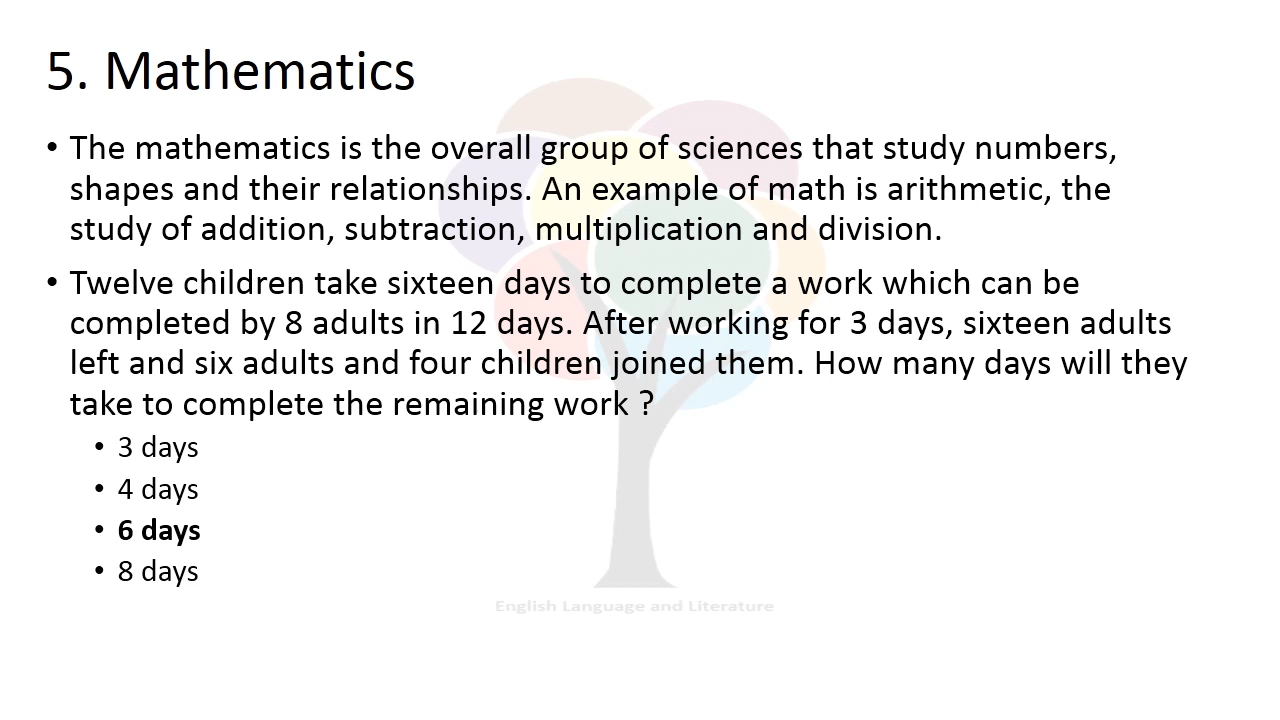 5. Mathematics
• The mathematics is the overall group of sciences that study numbers,
shapes and their relationships. An example of math is arithmetic, the
study of addition, subtraction, multiplication and division.
• Twelve children take sixteen days to complete a work which can be
completed by 8 adults in 12 days. After working for 3 days, sixteen adults
left and six adults and four children joined them. How many days will they
take to complete the remaining work ?
• 3 days
• 4 days
• 6 days
• 8 days
English Language and Literature